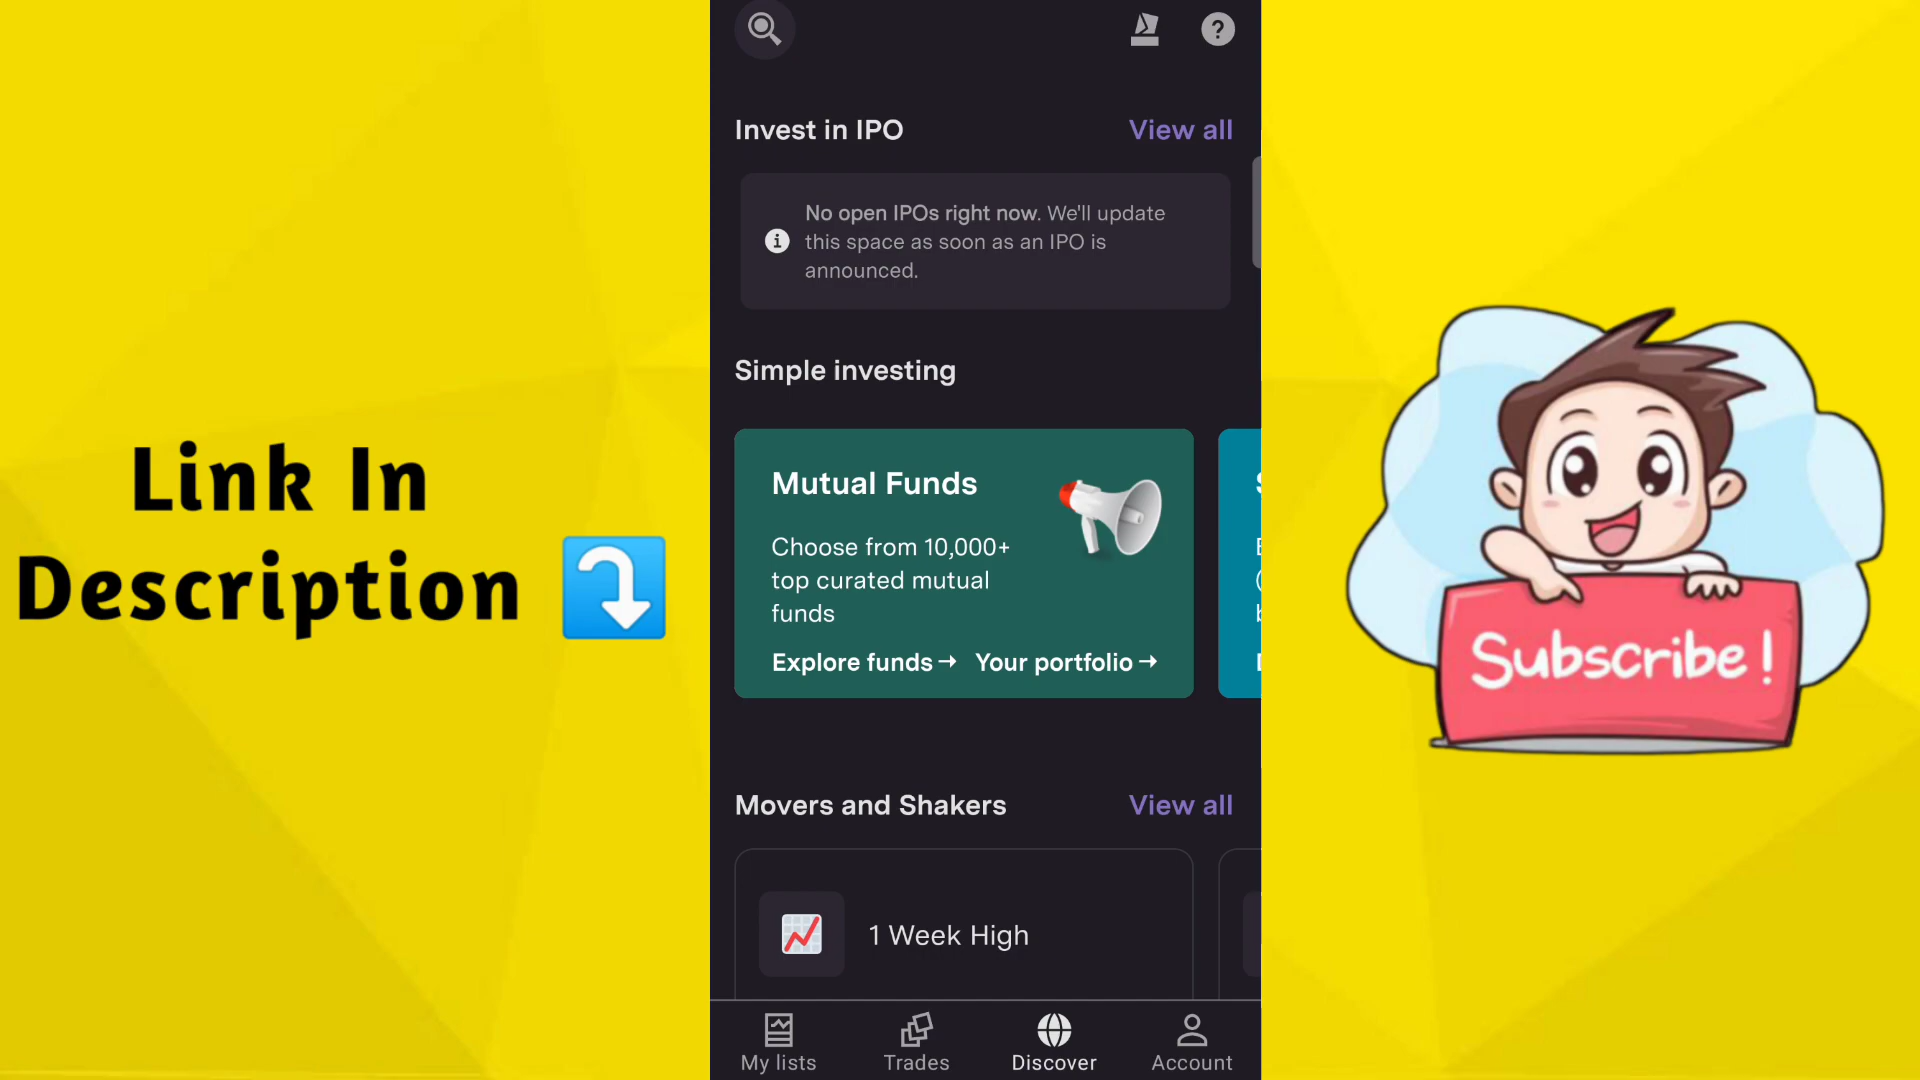 Link In
Description
Invest in IPO
View all
No open IPOs right now. We'll update
this space as soon as an IPO is
announced.
Simple investing
Mutual Funds
Choose from 10,000+
top curated mutual
funds
Explore funds → Your portfolio →
Movers and Shakers
View all
1 Week High
My lists
Trades
Discover
Account
Subscribe!